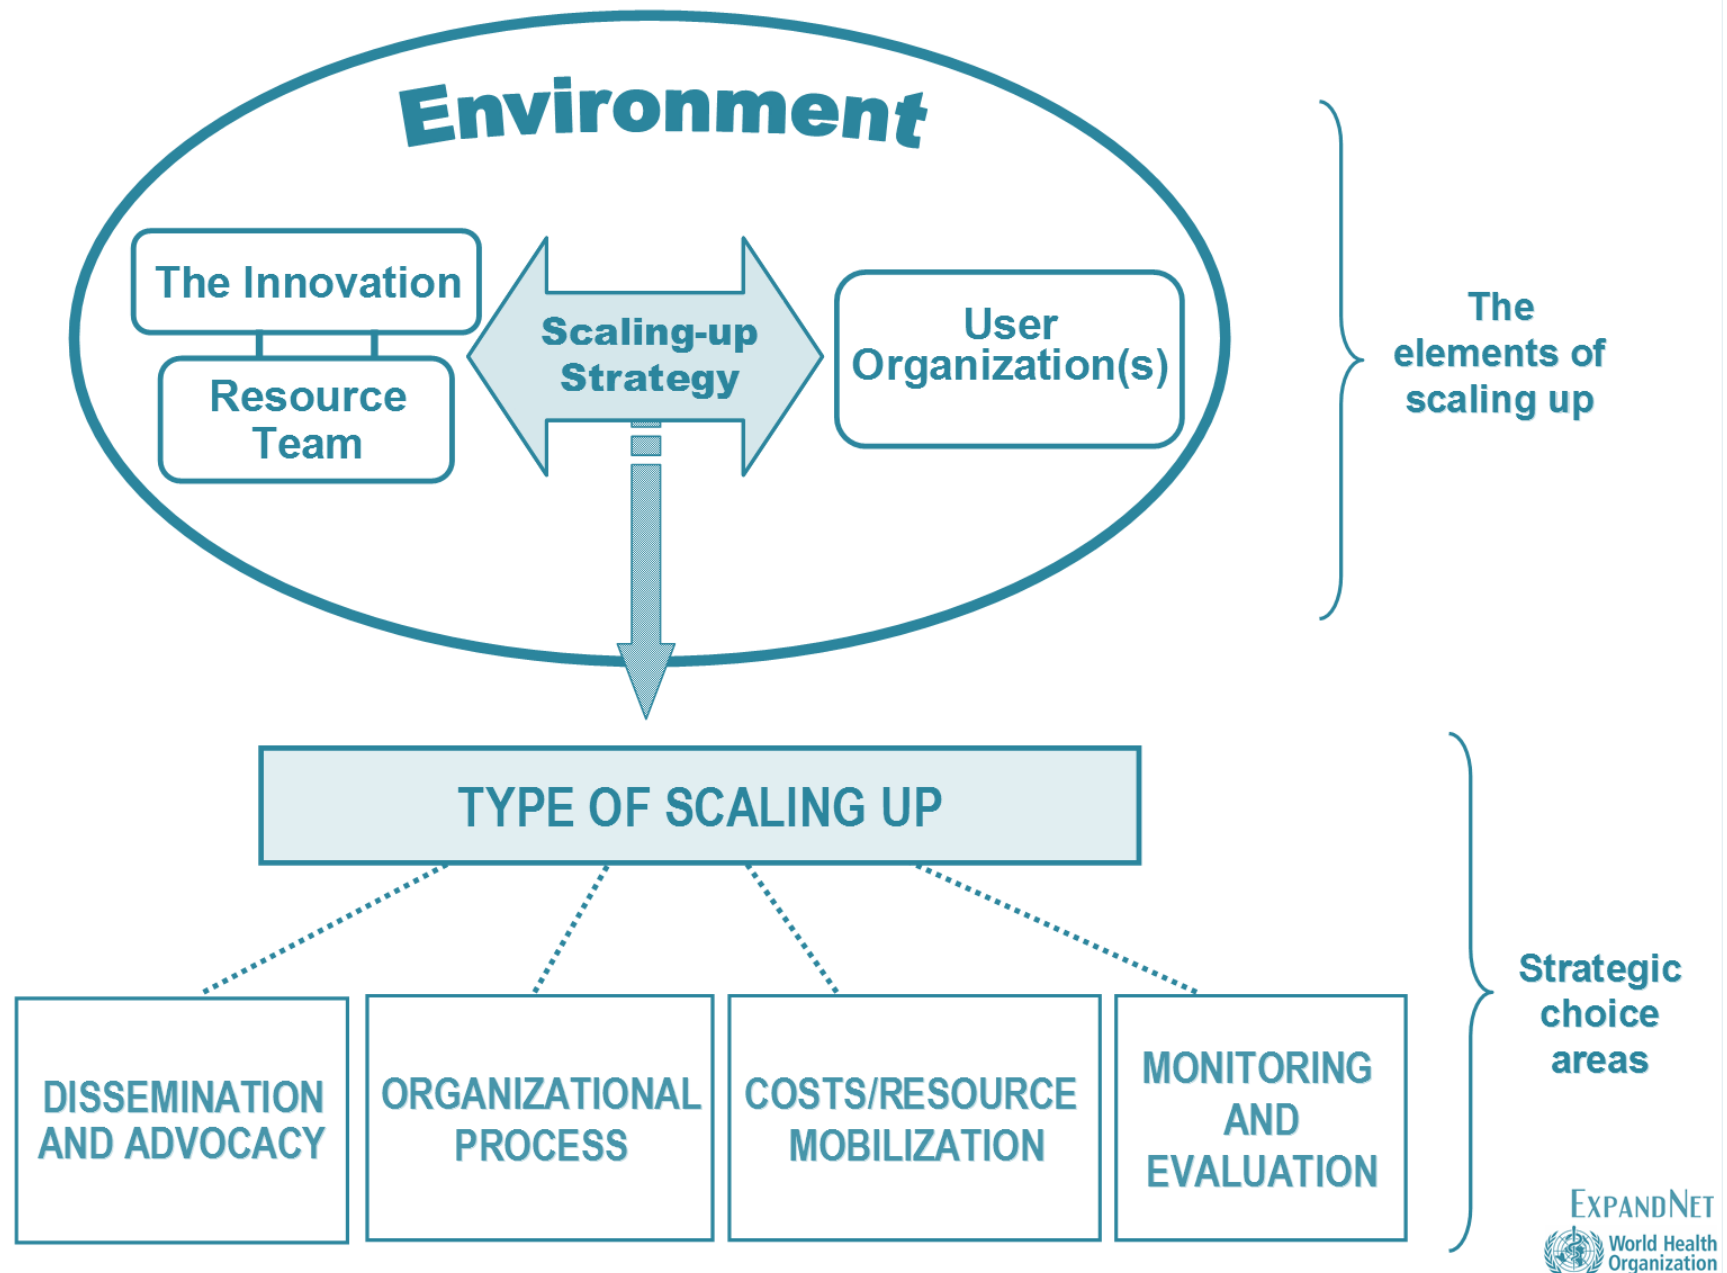 Environment
The Innovation
Resource
Team
Scaling-up
Strategy
User
Organization(s)
The
elements of
scaling up
TYPE OF SCALING UP
DISSEMINATION
AND ADVOCACY
ORGANIZATIONAL
PROCESS
COSTS/RESOURCE
MOBILIZATION
MONITORING
AND
EVALUATION
Strategic
choice
areas
EXPANDNET
World Health
Organization